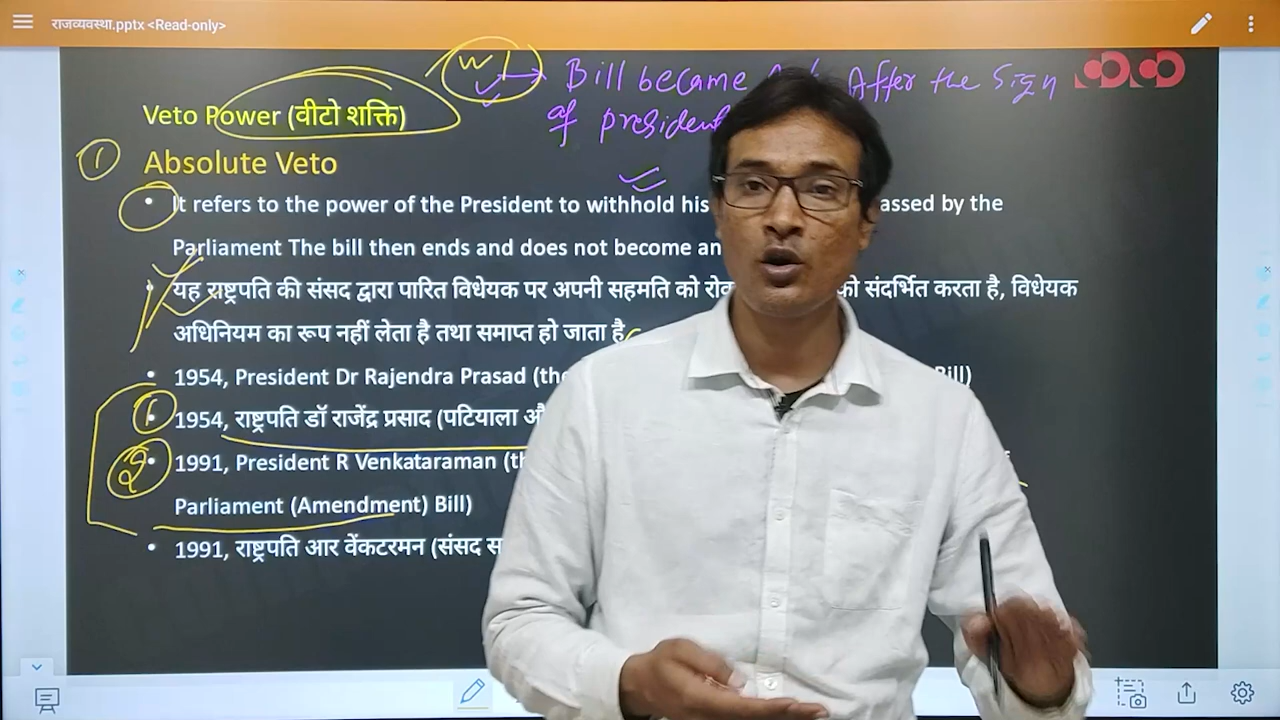 राजव्यवस्था.pptx <Read-only>
W Bill became After the Sign
of president
Veto Power (वीटो शक्ति)
1 Absolute Veto
• It refers to the power of the President to withhold his assed by the
Parliament The bill then ends and does not become an
• यह राष्ट्रपति की संसद द्वारा पारित विधेयक पर अपनी सहमति को को संदर्भित करता है, विधेयक
अधिनियम का रूप नहीं लेता है तथा समाप्त हो जाता है
• 1954, President Dr Rajendra Prasad Bill)
1 1954, राष्ट्रपति डॉ राजेंद्र प्रसाद (पटियाला
2 • 1991, President R Venkataraman
Parliament (Amendment) Bill)
• 1991, राष्ट्रपति आर वेंकटरमन (संसद